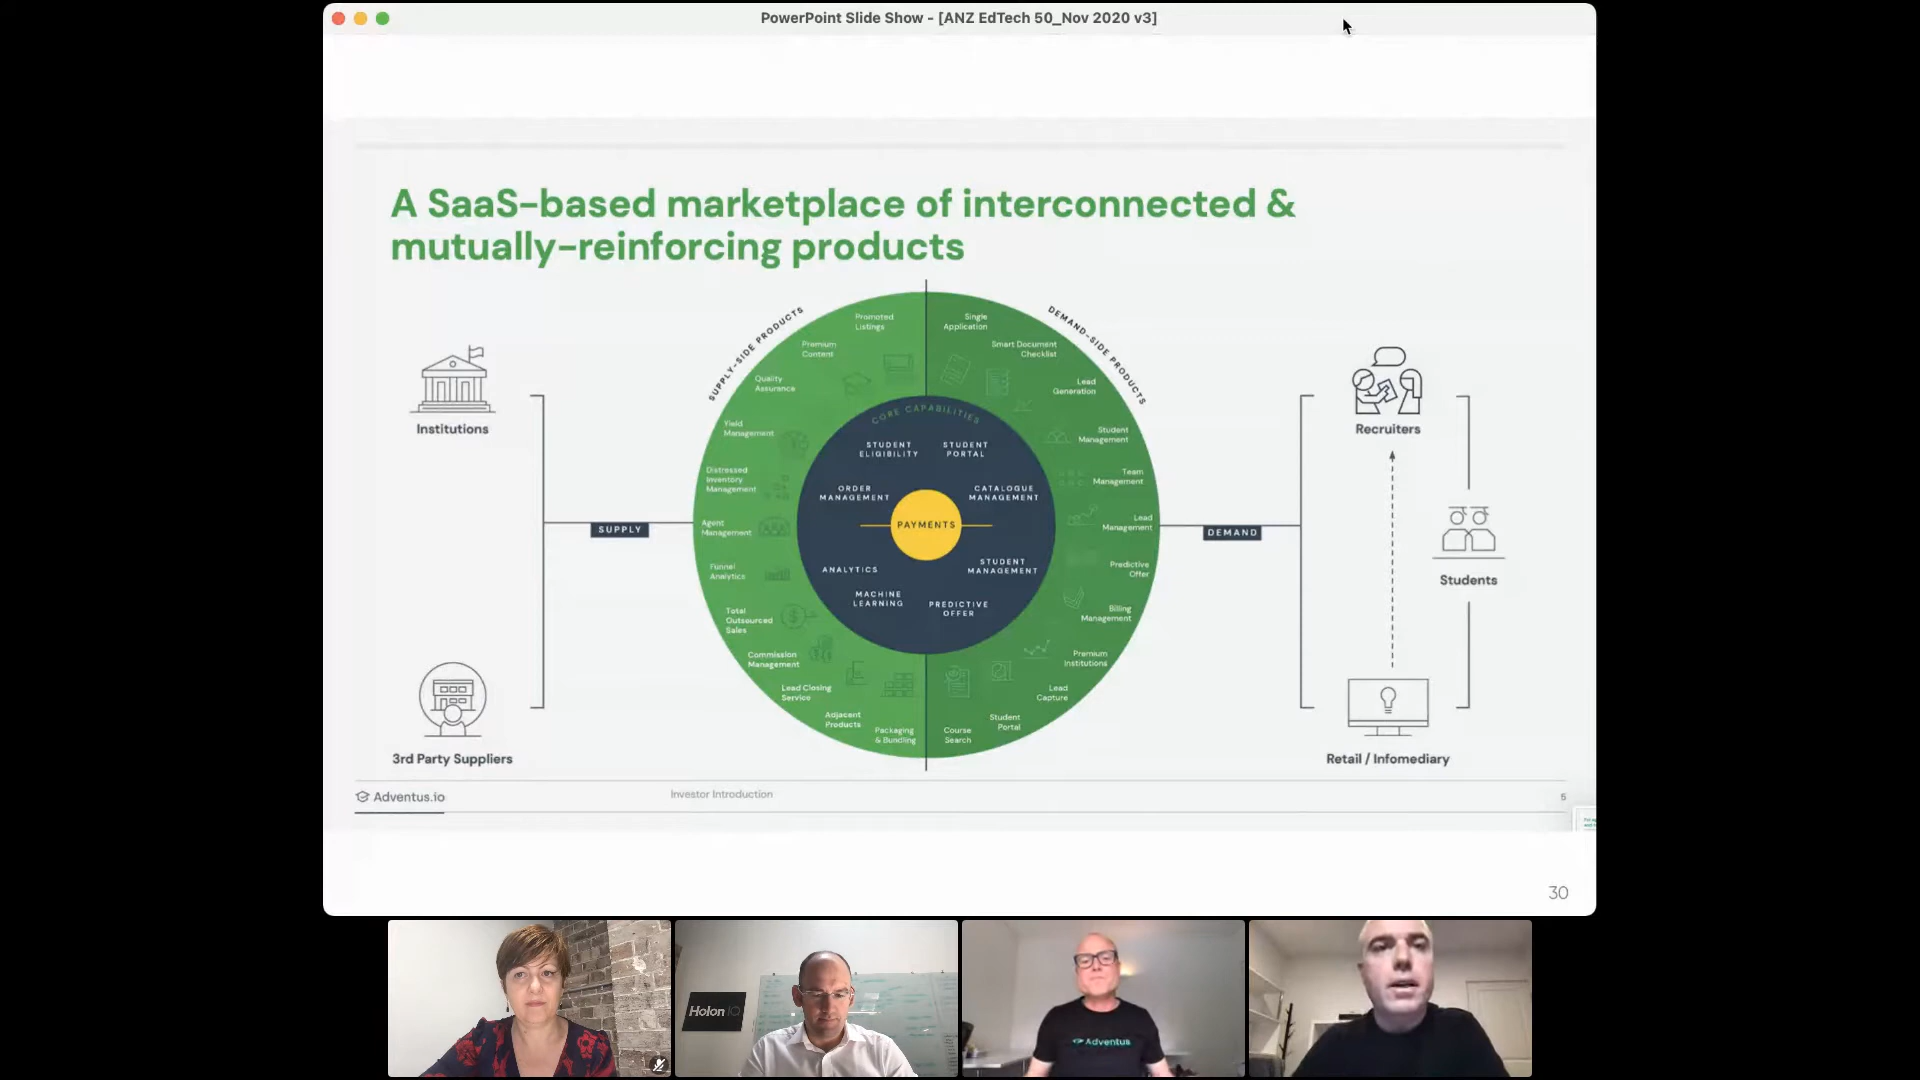 PowerPoint Slide Show - [ANZ EdTech 50_Nov 2020 v3]
A SaaS-based marketplace of interconnected &
mutually-reinforcing products
Institutions
3rd Party Suppliers
SUPPLY
SUPPLY-SIDE PRODUCTS
Promoted
Listings
Premium
Content
Quality
Assurance
Yield
Management
Distressed
Inventory
Management
Agent
Management
Funnel
Analytics
Total
Outsourced
Sales
Commission
Management
Lead Closing
Service
Adjacent
Products
Packaging
& Bundling
CORE CAPABILITIES
STUDENT
ELIGIBILITY
STUDENT
PORTAL
ORDER
MANAGEMENT
CATALOGUE
MANAGEMENT
PAYMENTS
ANALYTICS
STUDENT
MANAGEMENT
MACHINE
LEARNING
PREDICTIVE
OFFER
DEMAND-SIDE PRODUCTS
Single
Application
Smart Document
Checklist
Lead
Generation
Student
Management
Team
Management
Lead
Management
Predictive
Offer
Billing
Management
Premium
Institutions
Lead
Capture
Student
Portal
Course
Search
DEMAND
Recruiters
Students
Retail / Infomediary
Adventus.io
Investor Introduction
5
30
HolonIQ
Adventus